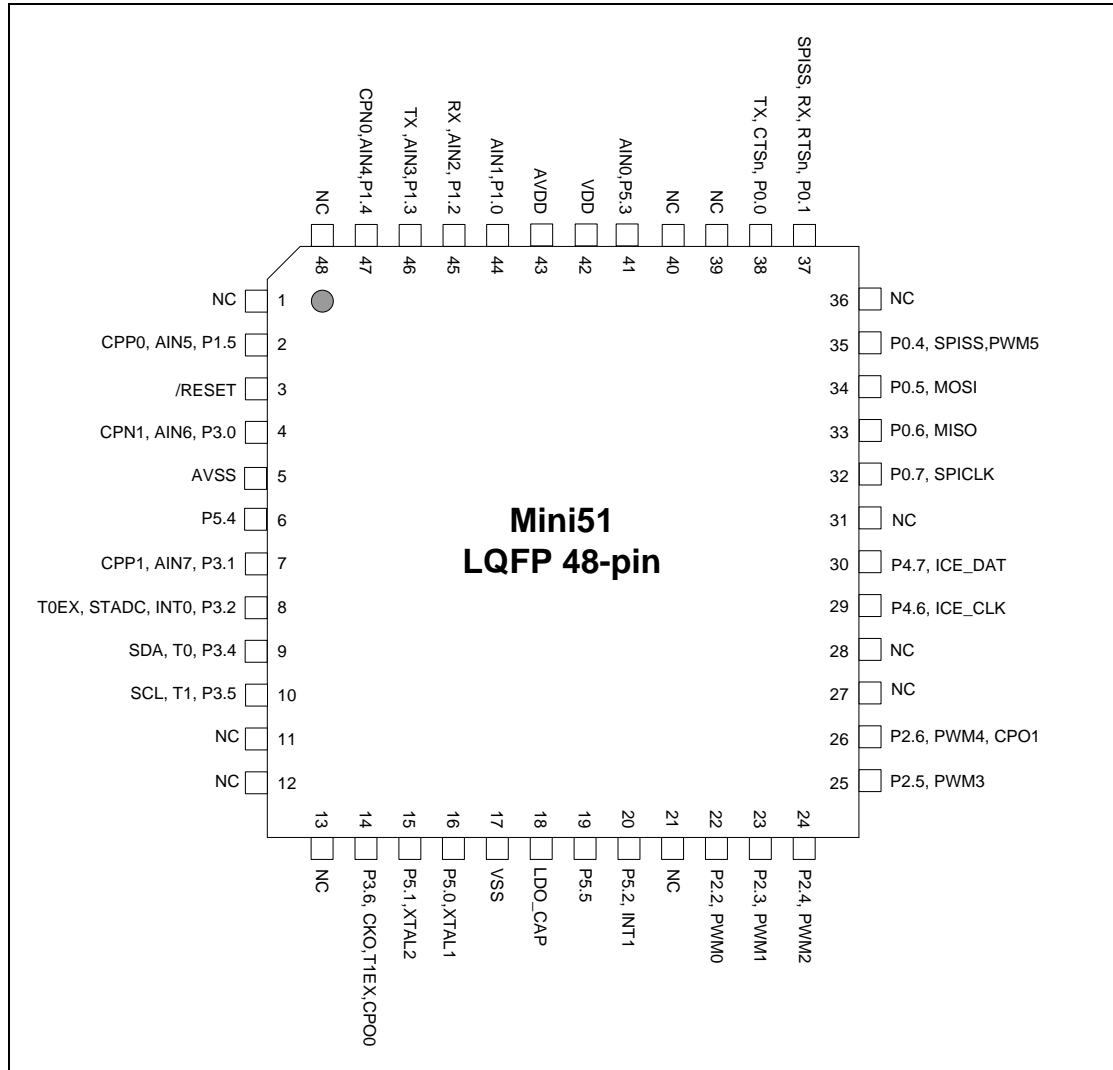 SPISS, RX, RTSn, P0.1
TX, CTSn, P0.0
NC
NC
AIN0,P5.3
VDD
AVDD
AIN1,P1.0
RX ,AIN2, P1.2
TX ,AIN3,P1.3
CPN0,AIN4,P1.4
NC
48
47
46
45
44
43
42
41
40
39
38
37
NC 1
CPP0, AIN5, P1.5 2
/RESET 3
CPN1, AIN6, P3.0 4
AVSS 5
P5.4 6
CPP1, AIN7, P3.1 7
T0EX, STADC, INT0, P3.2 8
SDA, T0, P3.4 9
SCL, T1, P3.5 10
NC 11
NC 12
Mini51
LQFP 48-pin
36 NC
35 P0.4, SPISS,PWM5
34 P0.5, MOSI
33 P0.6, MISO
32 P0.7, SPICLK
31 NC
30 P4.7, ICE_DAT
29 P4.6, ICE_CLK
28 NC
27 NC
26 P2.6, PWM4, CPO1
25 P2.5, PWM3
13
14
15
16
17
18
19
20
21
22
23
24
NC
P3.6, CKO,T1EX,CPO0
P5.1,XTAL2
P5.0,XTAL1
VSS
LDO_CAP
P5.5
P5.2, INT1
NC
P2.2, PWM0
P2.3, PWM1
P2.4, PWM2